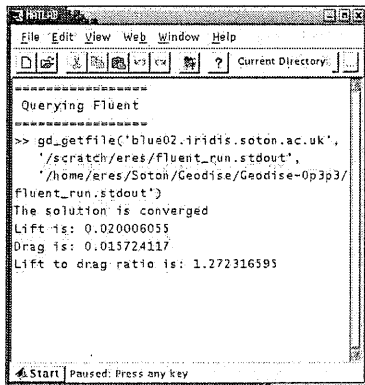 MATLAB
File Edit View Web Window Help
? Current Directory: ...
================
Querying Fluent
================
>> gd_getfile('blue02.iridis.soton.ac.uk',
'/scratch/eres/fluent_run.stdout',
'/home/eres/Soton/Geodise/Geodise-0p3p3/
fluent_run.stdout')
The solution is converged
Lift is: 0.020006055
Drag is: 0.015724117
Lift to drag ratio is: 1.272316595
Start Paused: Press any key